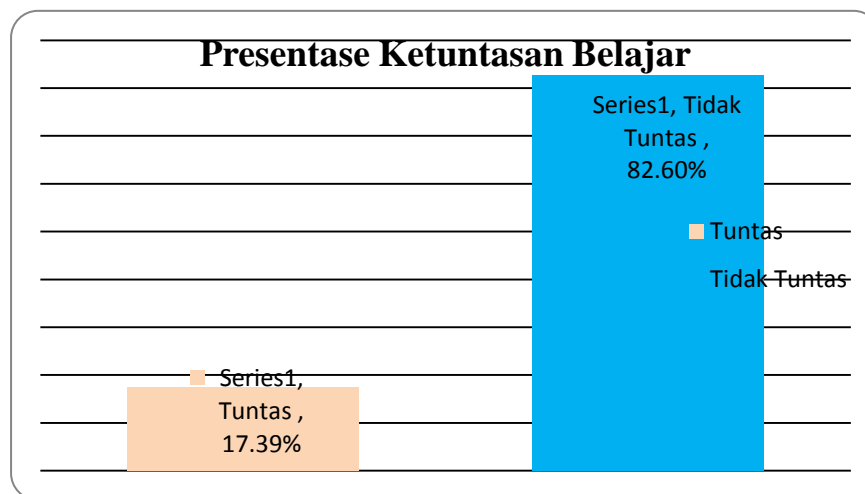 Presentase Ketuntasan Belajar
Series1, Tidak
Tuntas ,
82.60%
Tuntas
Tidak Tuntas
Series1,
Tuntas ,
17.39%